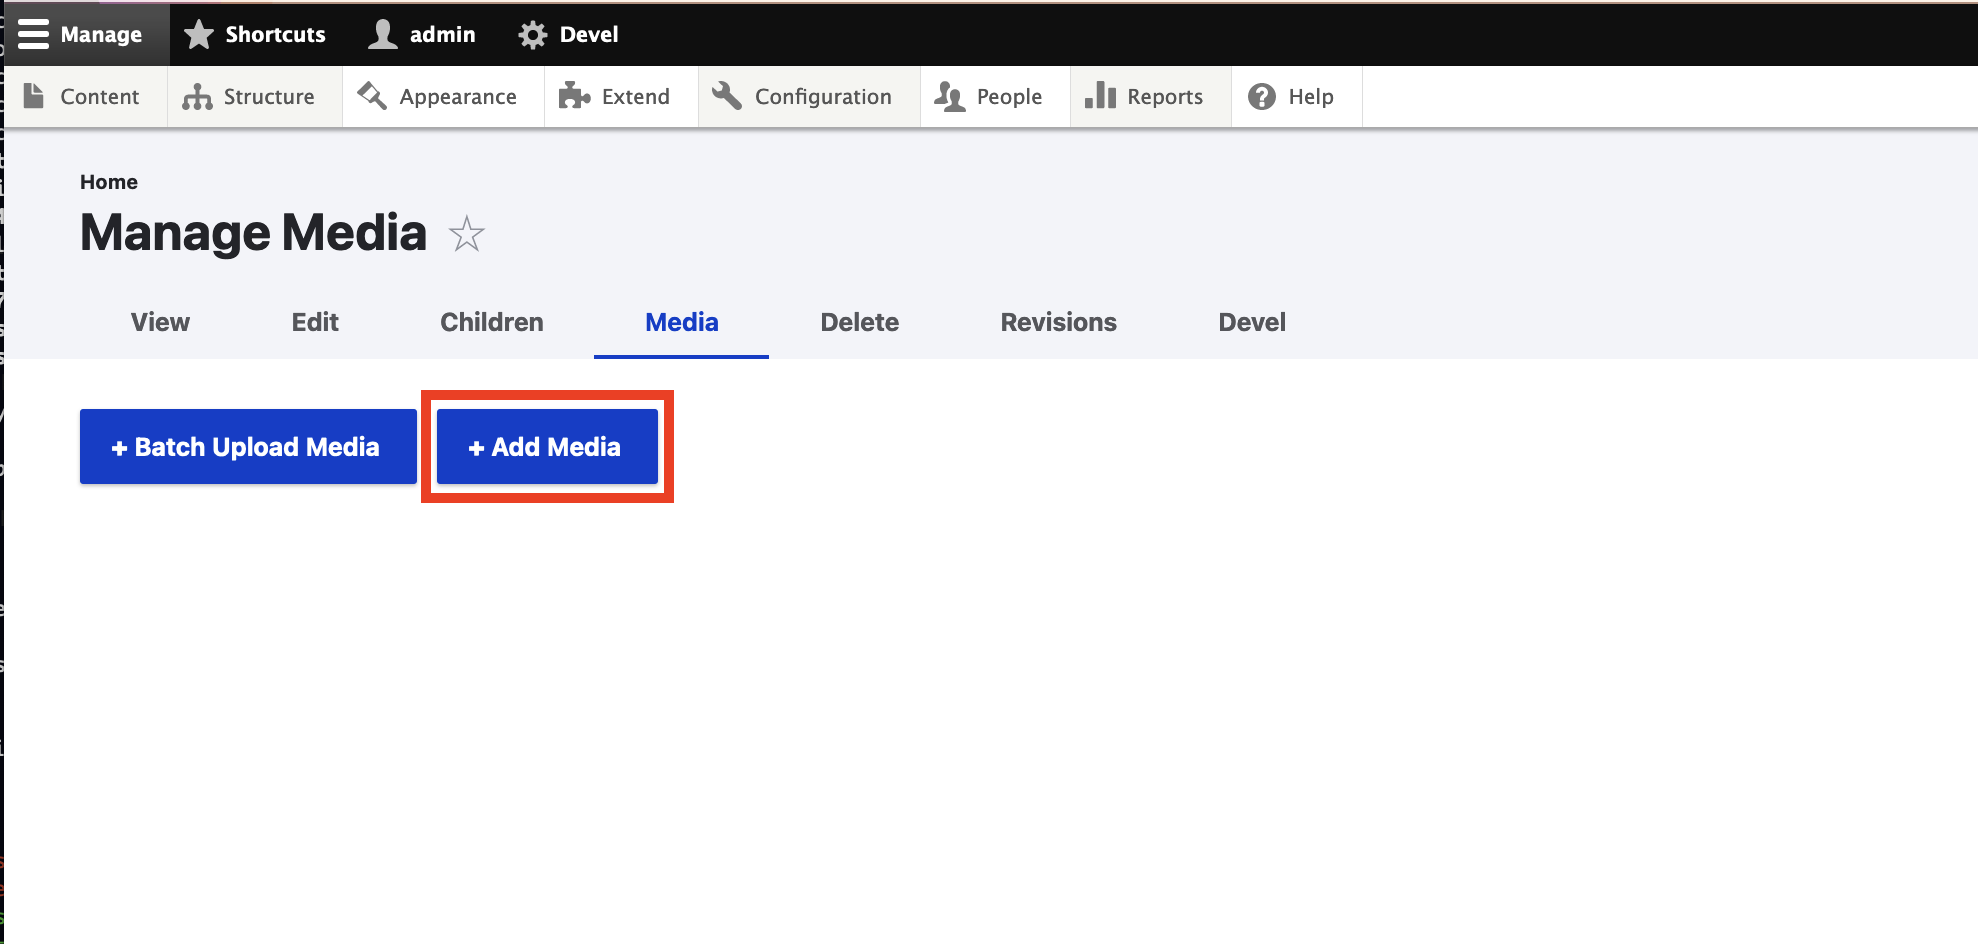 Manage Shortcuts admin Devel
Content Structure Appearance Extend Configuration People Reports Help
Home
Manage Media
View Edit Children Media Delete Revisions Devel
+ Batch Upload Media + Add Media